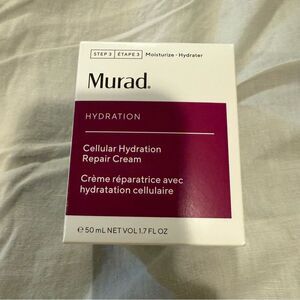 STEP 3 ÉTAPE 3 Moisturize · Hydrater
Murad.
HYDRATION
Cellular Hydration
Repair Cream
Crème réparatrice avec
hydratation cellulaire
℮ 50 mL NET VOL 1.7 FL OZ